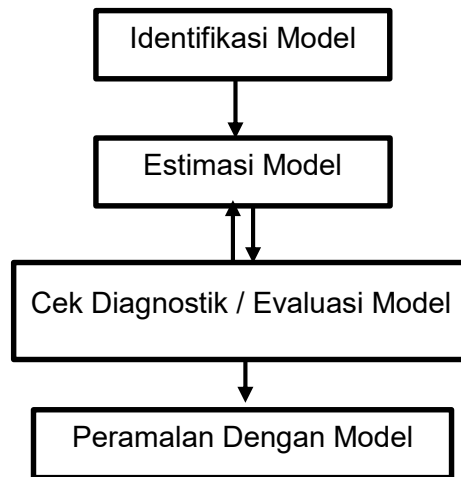 Identifikasi Model
Estimasi Model
Cek Diagnostik / Evaluasi Model
Peramalan Dengan Model